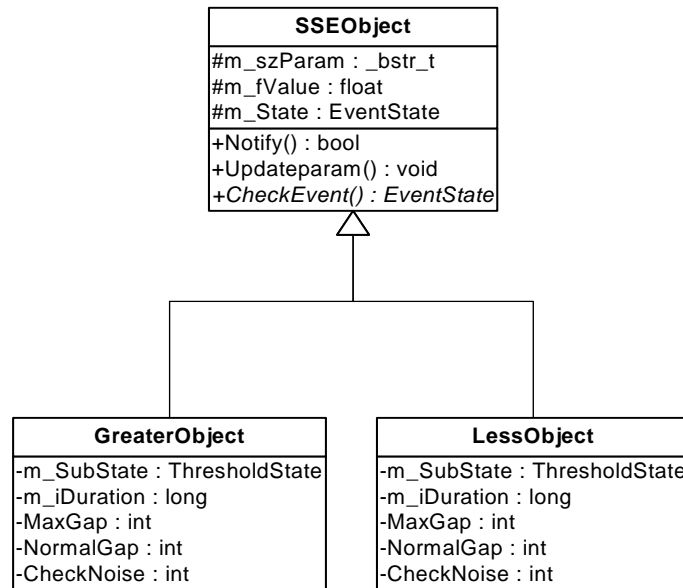 SSEObject
#m_szParam : _bstr_t
#m_fValue : float
#m_State : EventState
+Notify() : bool
+Updateparam() : void
+CheckEvent() : EventState
GreaterObject
-m_SubState : ThresholdState
-m_iDuration : long
-MaxGap : int
-NormalGap : int
-CheckNoise : int
LessObject
-m_SubState : ThresholdState
-m_iDuration : long
-MaxGap : int
-NormalGap : int
-CheckNoise : int